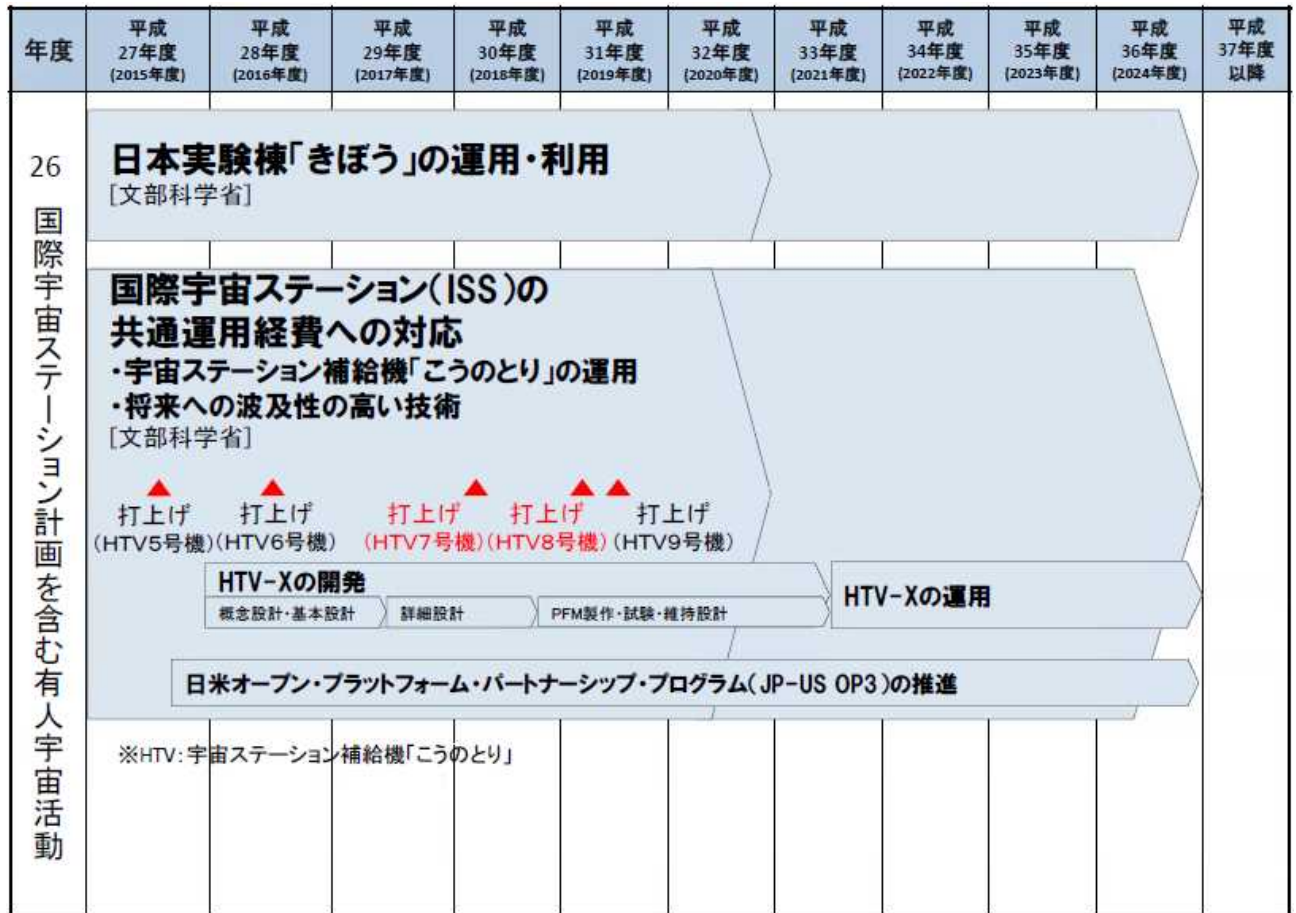 年度
平成
27年度
(2015年度)
平成
28年度
(2016年度)
平成
29年度
(2017年度)
平成
30年度
(2018年度)
平成
31年度
(2019年度)
平成
32年度
(2020年度)
平成
33年度
(2021年度)
平成
34年度
(2022年度)
平成
35年度
(2023年度)
平成
36年度
(2024年度)
平成
37年度
以降
26 国際宇宙ステーション計画を含む有人宇宙活動
日本実験棟「きぼう」の運用・利用
[文部科学省]
国際宇宙ステーション(ISS)の
共通運用経費への対応
・宇宙ステーション補給機「こうのとり」の運用
・将来への波及性の高い技術
[文部科学省]
打上げ
(HTV5号機)
打上げ
(HTV6号機)
打上げ
(HTV7号機)
打上げ
(HTV8号機)
打上げ
(HTV9号機)
HTV-Xの開発
概念設計・基本設計
詳細設計
PFM製作・試験・維持設計
HTV-Xの運用
日米オープン・プラットフォーム・パートナーシップ・プログラム(JP-US OP3)の推進
※HTV:宇宙ステーション補給機「こうのとり」